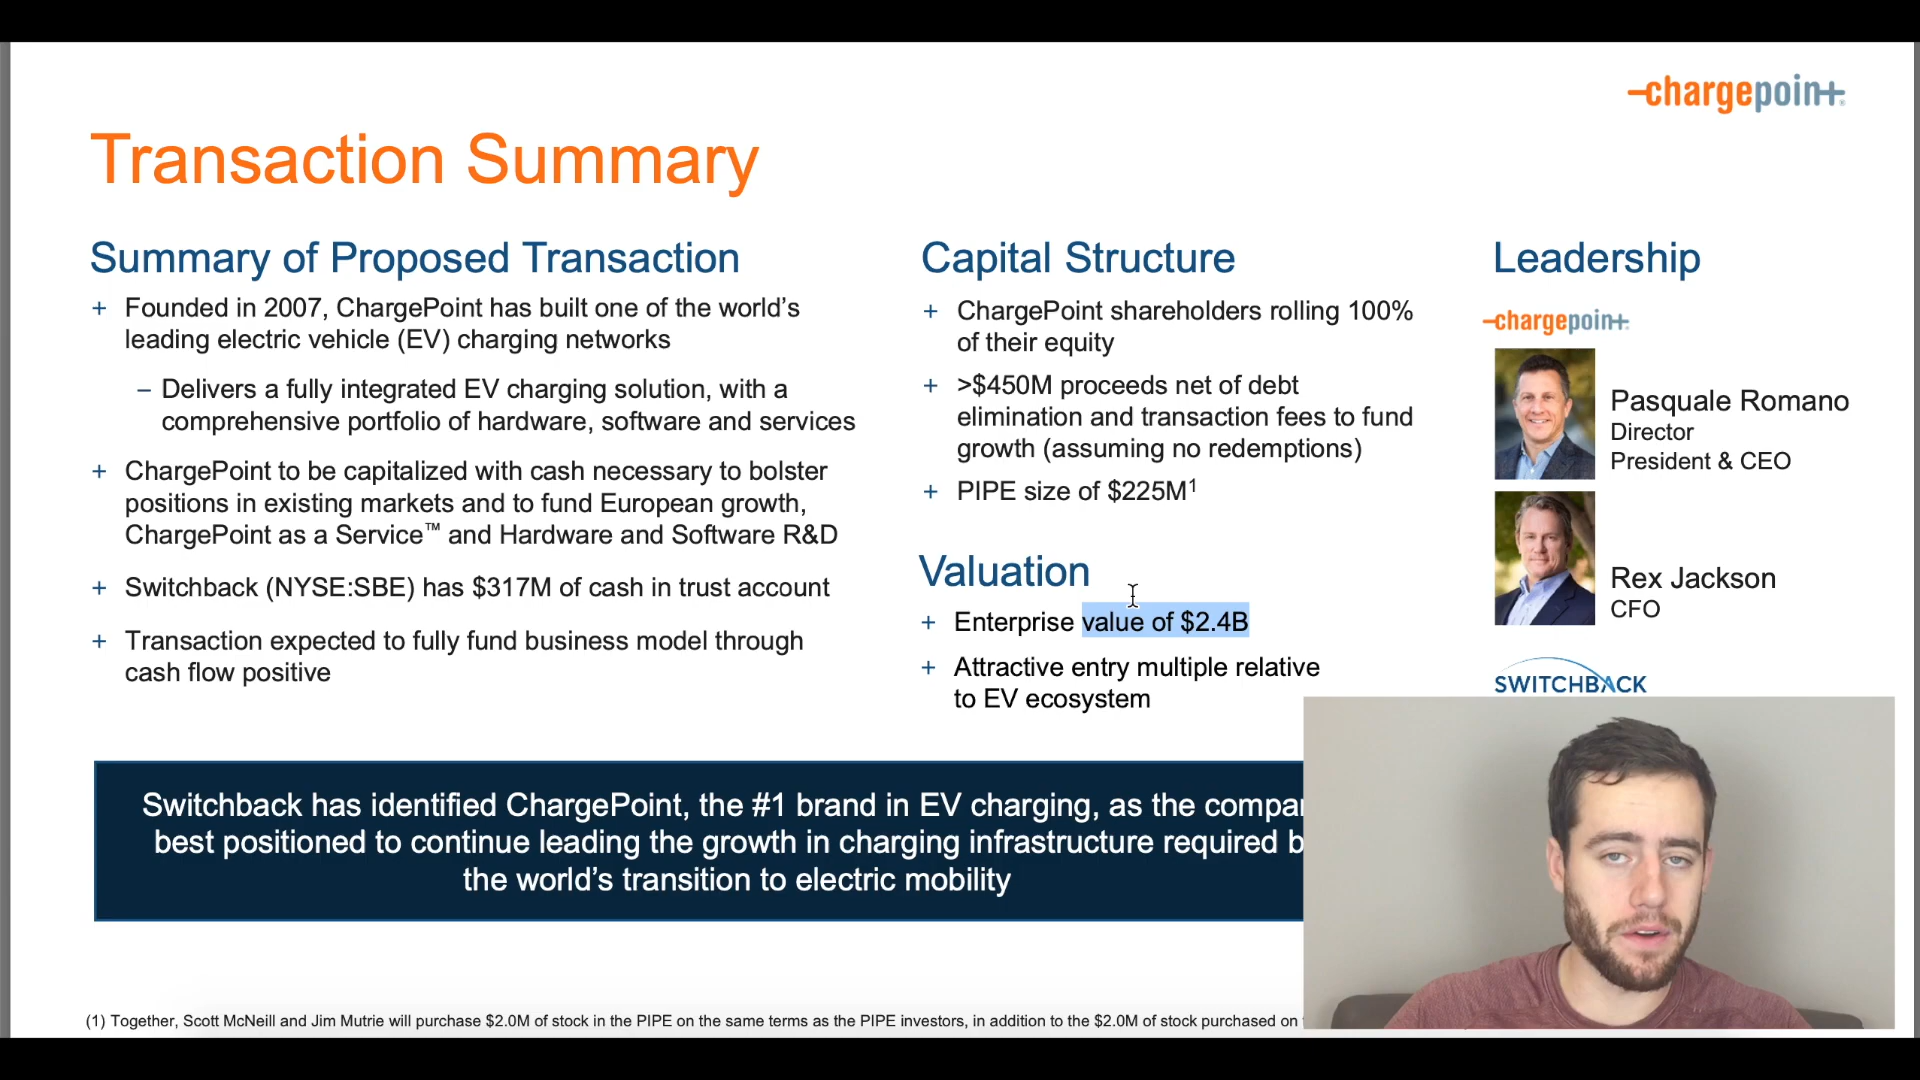 chargepoint
Transaction Summary
Summary of Proposed Transaction
+ Founded in 2007, ChargePoint has built one of the world’s
leading electric vehicle (EV) charging networks
– Delivers a fully integrated EV charging solution, with a
comprehensive portfolio of hardware, software and services
+ ChargePoint to be capitalized with cash necessary to bolster
positions in existing markets and to fund European growth,
ChargePoint as a Service™ and Hardware and Software R&D
+ Switchback (NYSE:SBE) has $317M of cash in trust account
+ Transaction expected to fully fund business model through
cash flow positive
Capital Structure
+ ChargePoint shareholders rolling 100%
of their equity
+ >$450M proceeds net of debt
elimination and transaction fees to fund
growth (assuming no redemptions)
+ PIPE size of $225M¹
Valuation
+ Enterprise value of $2.4B
+ Attractive entry multiple relative
to EV ecosystem
Leadership
chargepoint
Pasquale Romano
Director
President & CEO
Rex Jackson
CFO
SWITCHBACK
Switchback has identified ChargePoint, the #1 brand in EV charging, as the
best positioned to continue leading the growth in charging infrastructure required
the world’s transition to electric mobility
(1) Together, Scott McNeill and Jim Mutrie will purchase $2.0M of stock in the PIPE on the same terms as the PIPE investors, in addition to the $2.0M of stock purchased on